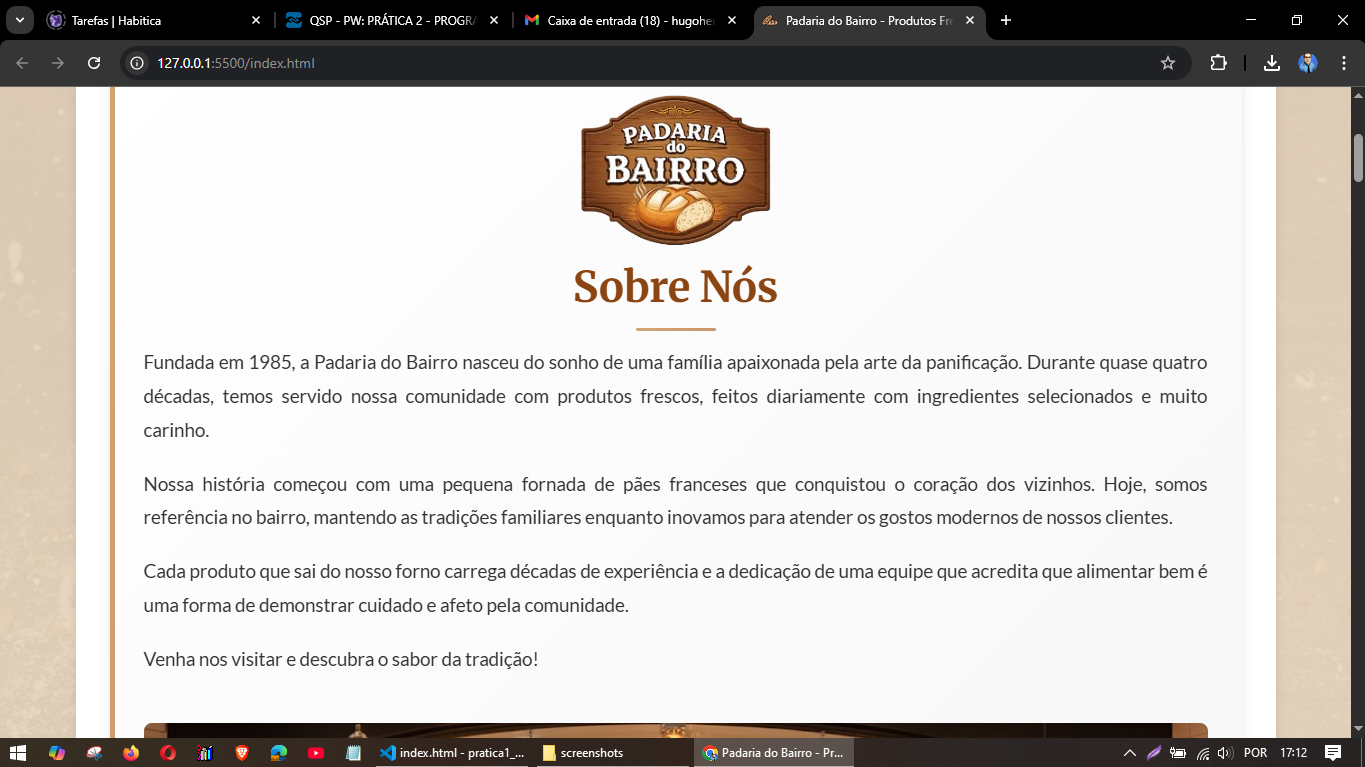 Tarefas | Habitica
QSP - PW: PRÁTICA 2 - PROGRA
Caixa de entrada (18) - hugoher
Padaria do Bairro - Produtos Fre
127.0.0.1:5500/index.html
PADARIA
do
BAIRRO
Sobre Nós
Fundada em 1985, a Padaria do Bairro nasceu do sonho de uma família apaixonada pela arte da panificação. Durante quase quatro
décadas, temos servido nossa comunidade com produtos frescos, feitos diariamente com ingredientes selecionados e muito
carinho.
Nossa história começou com uma pequena fornada de pães franceses que conquistou o coração dos vizinhos. Hoje, somos
referência no bairro, mantendo as tradições familiares enquanto inovamos para atender os gostos modernos de nossos clientes.
Cada produto que sai do nosso forno carrega décadas de experiência e a dedicação de uma equipe que acredita que alimentar bem é
uma forma de demonstrar cuidado e afeto pela comunidade.
Venha nos visitar e descubra o sabor da tradição!
index.html - pratica1_...
screenshots
Padaria do Bairro - Pr...
POR
17:12